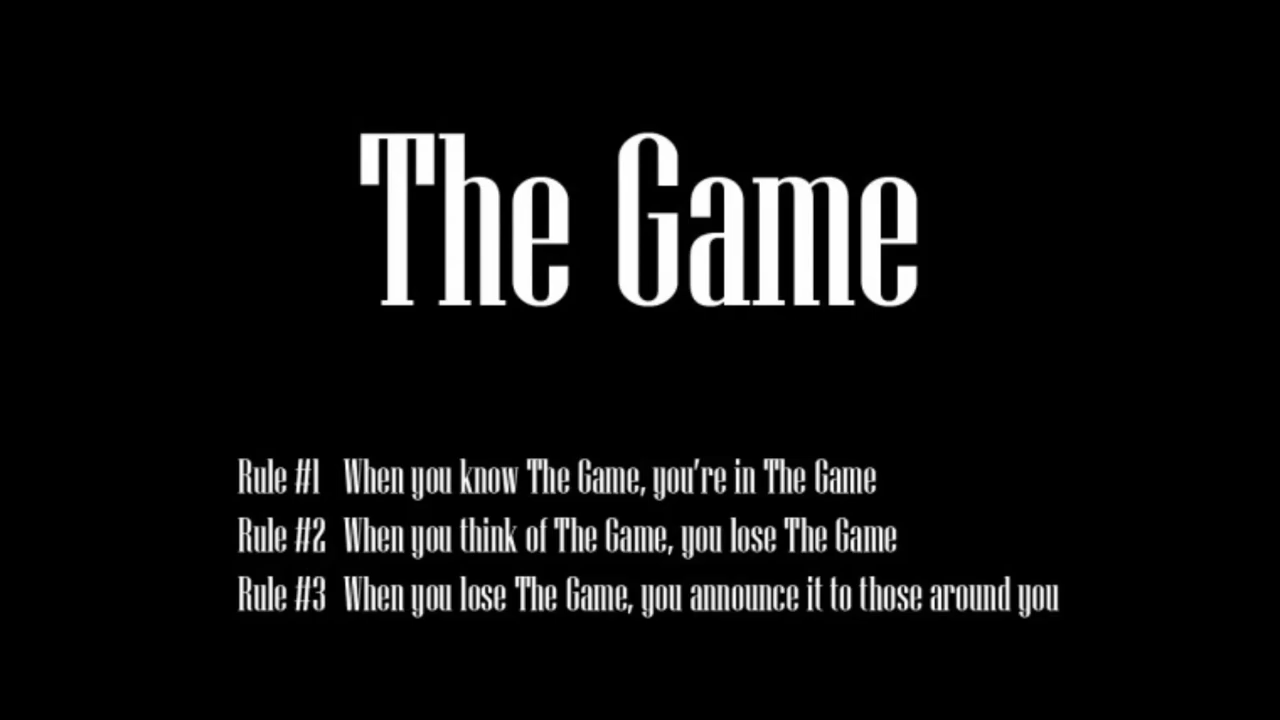 The Game
Rule #1 When you know The Game, you're in The Game
Rule #2 When you think of The Game, you lose The Game
Rule #3 When you lose The Game, you announce it to those around you